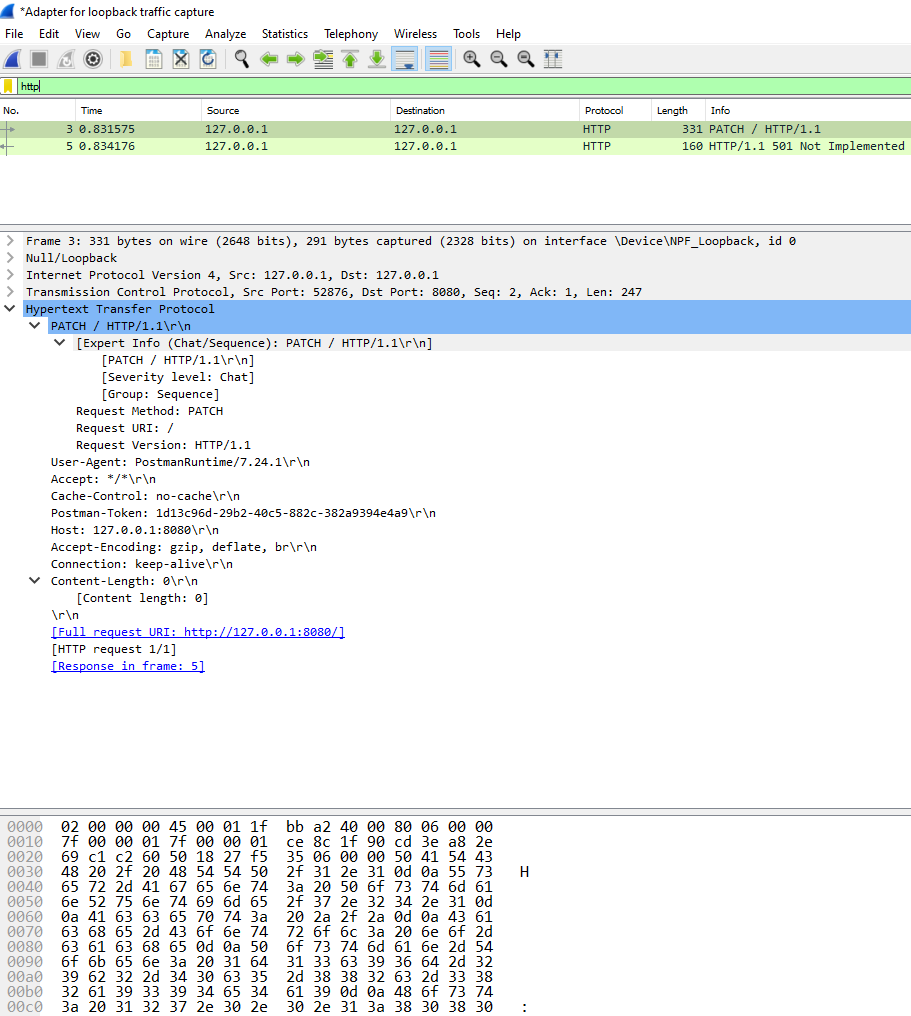 *Adapter for loopback traffic capture
File Edit View Go Capture Analyze Statistics Telephony Wireless Tools Help
http
No. Time Source Destination Protocol Length Info
3 0.831575 127.0.0.1 127.0.0.1 HTTP 331 PATCH / HTTP/1.1
5 0.834176 127.0.0.1 127.0.0.1 HTTP 160 HTTP/1.1 501 Not Implemented
Frame 3: 331 bytes on wire (2648 bits), 291 bytes captured (2328 bits) on interface \Device\NPF_Loopback, id 0
Null/Loopback
Internet Protocol Version 4, Src: 127.0.0.1, Dst: 127.0.0.1
Transmission Control Protocol, Src Port: 52876, Dst Port: 8080, Seq: 2, Ack: 1, Len: 247
Hypertext Transfer Protocol
PATCH / HTTP/1.1\r\n
[Expert Info (Chat/Sequence): PATCH / HTTP/1.1\r\n]
[PATCH / HTTP/1.1\r\n]
[Severity level: Chat]
[Group: Sequence]
Request Method: PATCH
Request URI: /
Request Version: HTTP/1.1
User-Agent: PostmanRuntime/7.24.1\r\n
Accept: */*\r\n
Cache-Control: no-cache\r\n
Postman-Token: 1d13c96d-29b2-40c5-882c-382a9394e4a9\r\n
Host: 127.0.0.1:8080\r\n
Accept-Encoding: gzip, deflate, br\r\n
Connection: keep-alive\r\n
Content-Length: 0\r\n
[Content length: 0]
\r\n
[Full request URI: http://127.0.0.1:8080/]
[HTTP request 1/1]
[Response in frame: 5]
0000 02 00 00 00 45 00 01 1f bb a2 40 00 80 06 00 00
0010 7f 00 00 01 7f 00 00 01 ce 8c 1f 90 cd 3e a8 2e
0020 69 c1 c2 60 50 18 27 f5 35 06 00 00 50 41 54 43
0030 48 20 2f 20 48 54 54 50 2f 31 2e 31 0d 0a 55 73 H
0040 65 72 2d 41 67 65 6e 74 3a 20 50 6f 73 74 6d 61
0050 6e 52 75 6e 74 69 6d 65 2f 37 2e 32 34 2e 31 0d
0060 0a 41 63 63 65 70 74 3a 20 2a 2f 2a 0d 0a 43 61
0070 63 68 65 2d 43 6f 6e 74 72 6f 6c 3a 20 6e 6f 2d
0080 63 61 63 68 65 0d 0a 50 6f 73 74 6d 61 6e 2d 54
0090 6f 6b 65 6e 3a 20 31 64 31 33 63 39 36 64 2d 32
00a0 39 62 32 2d 34 30 63 35 2d 38 38 32 63 2d 33 38
00b0 32 61 39 33 39 34 65 34 61 39 0d 0a 48 6f 73 74
00c0 3a 20 31 32 37 2e 30 2e 30 2e 31 3a 38 30 38 30 :